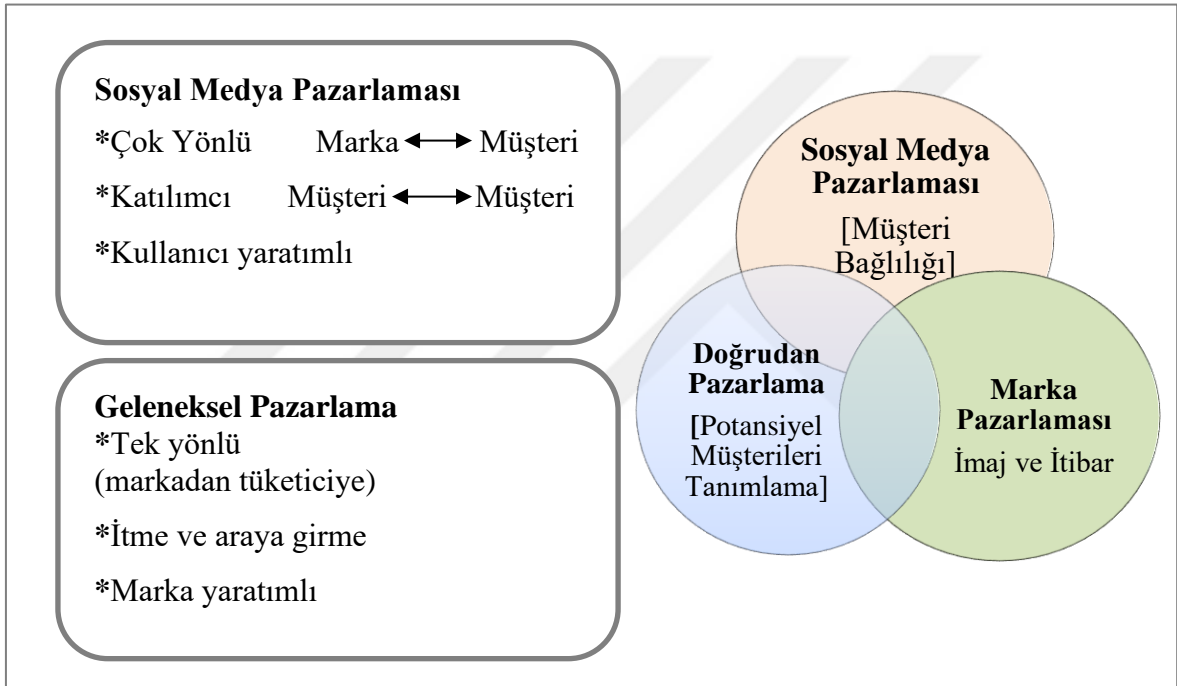 Sosyal Medya Pazarlaması
*Çok Yönlü Marka Müşteri
*Katılımcı Müşteri Müşteri
*Kullanıcı yaratımlı
Geleneksel Pazarlama
*Tek yönlü
(markadan tüketiciye)
*İtme ve araya girme
*Marka yaratımlı
Sosyal Medya
Pazarlaması
[Müşteri
Bağlılığı]
Doğrudan
Pazarlama
[Potansiyel
Müşterileri
Tanımlama]
Marka
Pazarlaması
İmaj ve İtibar